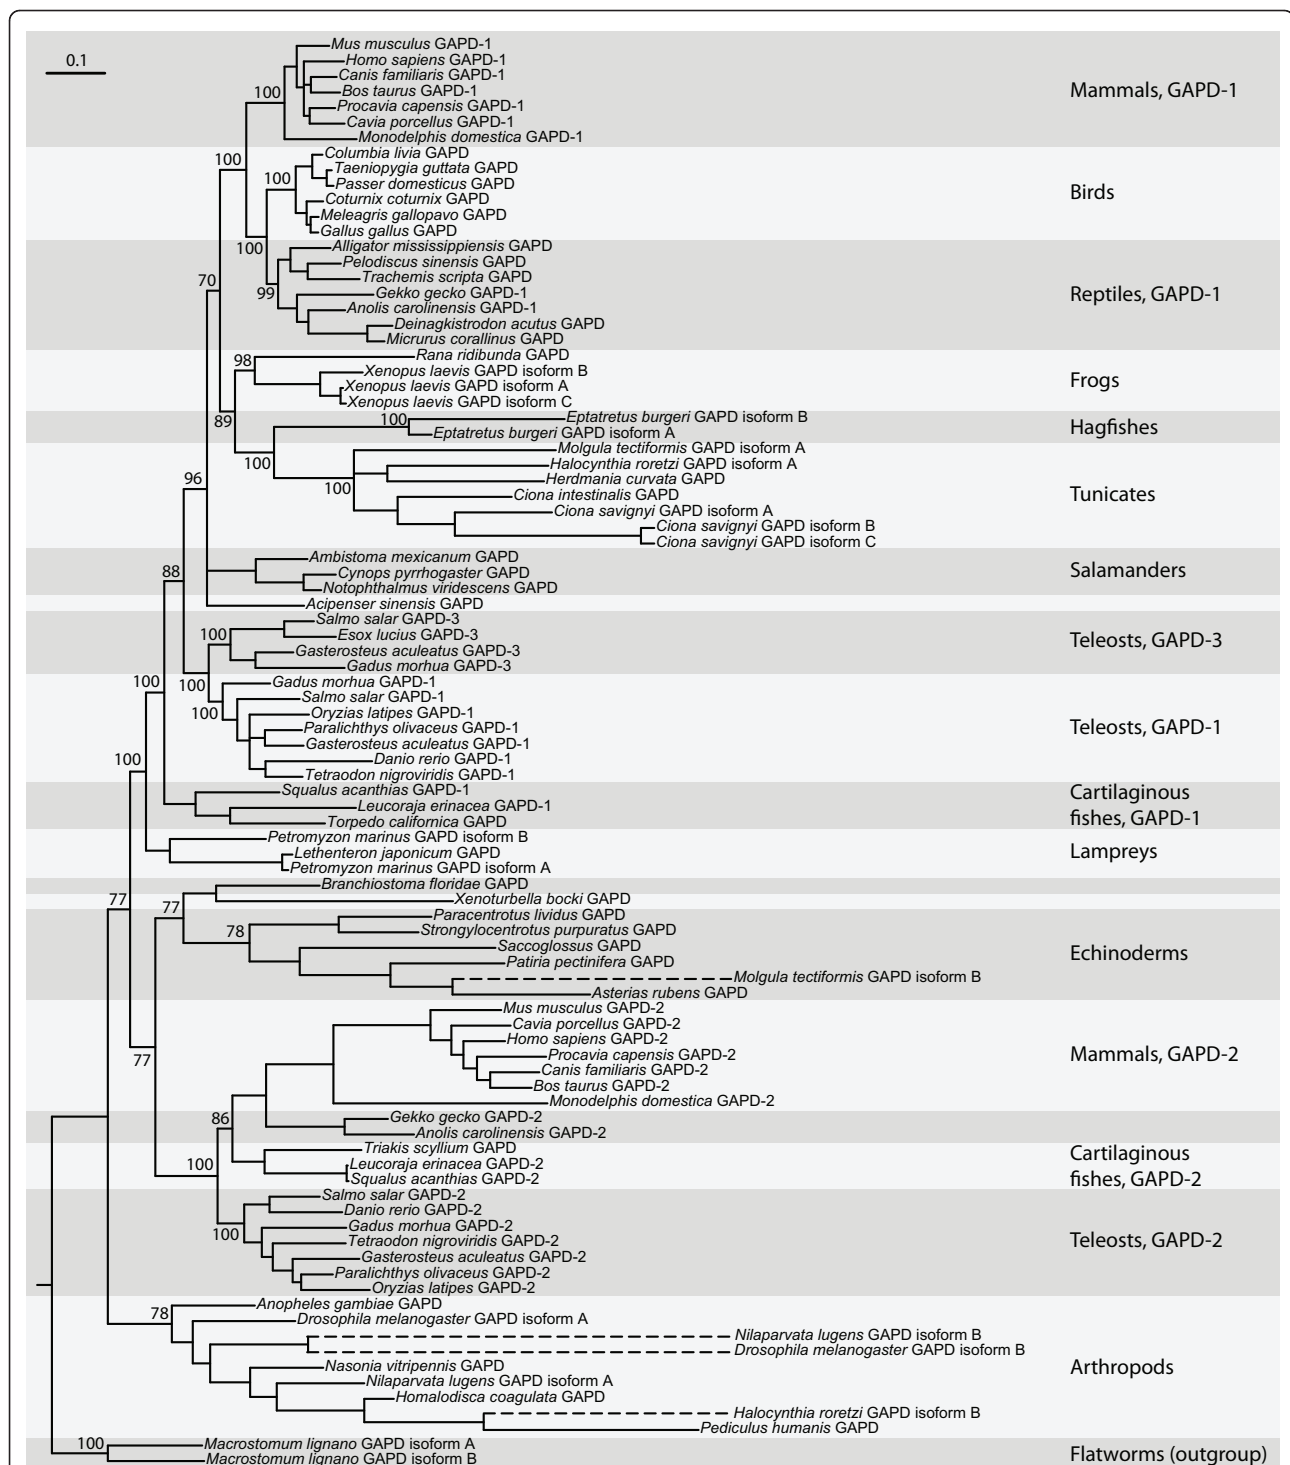 0.1
Mus musculus GAPD-1
Homo sapiens GAPD-1
Canis familiaris GAPD-1
Bos taurus GAPD-1
100
Procavia capensis GAPD-1
Cavia porcellus GAPD-1
Monodelphis domestica GAPD-1
Mammals, GAPD-1
Columbia livia GAPD
100
Taeniopygia guttata GAPD
100
Passer domesticus GAPD
Coturnix coturnix GAPD
Meleagris gallopavo GAPD
Gallus gallus GAPD
Birds
100
Alligator mississippiensis GAPD
Pelodiscus sinensis GAPD
70
Trachemis scripta GAPD
99
Gekko gecko GAPD-1
Anolis carolinensis GAPD-1
Deinagkistrodon acutus GAPD
Micrurus corallinus GAPD
Reptiles, GAPD-1
98
Rana ridibunda GAPD
Xenopus laevis GAPD isoform B
Xenopus laevis GAPD isoform A
Xenopus laevis GAPD isoform C
Frogs
89
100
Eptatretus burgeri GAPD isoform B
Eptatretus burgeri GAPD isoform A
Hagfishes
100
Molgula tectiformis GAPD isoform A
Halocynthia roretzi GAPD isoform A
96
Herdmania curvata GAPD
100
Ciona intestinalis GAPD
Ciona savignyi GAPD isoform A
Ciona savignyi GAPD isoform B
Ciona savignyi GAPD isoform C
Tunicates
88
Ambistoma mexicanum GAPD
Cynops pyrrhogaster GAPD
Notophthalmus viridescens GAPD
Salamanders
Acipenser sinensis GAPD
100
Salmo salar GAPD-3
Esox lucius GAPD-3
Gasterosteus aculeatus GAPD-3
Gadus morhua GAPD-3
Teleosts, GAPD-3
100
100
Gadus morhua GAPD-1
Salmo salar GAPD-1
100
Oryzias latipes GAPD-1
Paralichthys olivaceus GAPD-1
Gasterosteus aculeatus GAPD-1
100
Danio rerio GAPD-1
Tetraodon nigroviridis GAPD-1
Teleosts, GAPD-1
Squalus acanthias GAPD-1
Leucoraja erinacea GAPD-1
Torpedo californica GAPD
Cartilaginous
fishes, GAPD-1
Petromyzon marinus GAPD isoform B
Lethenteron japonicum GAPD
Petromyzon marinus GAPD isoform A
Lampreys
77
77
Branchiostoma floridae GAPD
Xenoturbella bocki GAPD
78
Paracentrotus lividus GAPD
Strongylocentrotus purpuratus GAPD
Saccoglossus GAPD
Patiria pectinifera GAPD
Molgula tectiformis GAPD isoform B
Asterias rubens GAPD
Echinoderms
77
Mus musculus GAPD-2
Cavia porcellus GAPD-2
Homo sapiens GAPD-2
Procavia capensis GAPD-2
Canis familiaris GAPD-2
Bos taurus GAPD-2
Monodelphis domestica GAPD-2
Mammals, GAPD-2
86
Gekko gecko GAPD-2
Anolis carolinensis GAPD-2
100
Triakis scyllium GAPD
Leucoraja erinacea GAPD-2
Squalus acanthias GAPD-2
Cartilaginous
fishes, GAPD-2
100
Salmo salar GAPD-2
Danio rerio GAPD-2
Gadus morhua GAPD-2
Tetraodon nigroviridis GAPD-2
Gasterosteus aculeatus GAPD-2
Paralichthys olivaceus GAPD-2
Oryzias latipes GAPD-2
Teleosts, GAPD-2
78
Anopheles gambiae GAPD
Drosophila melanogaster GAPD isoform A
Nilaparvata lugens GAPD isoform B
Drosophila melanogaster GAPD isoform B
Nasonia vitripennis GAPD
Nilaparvata lugens GAPD isoform A
Homalodisca coagulata GAPD
Halocynthia roretzi GAPD isoform B
Pediculus humanis GAPD
Arthropods
100
Macrostomum lignano GAPD isoform A
Macrostomum lignano GAPD isoform B
Flatworms (outgroup)